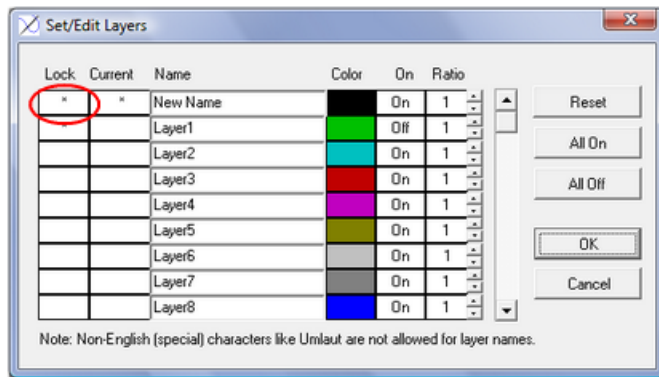 Set/Edit Layers
Lock Current Name Color On Ratio
* * New Name On 1
* Layer1 Off 1
Layer2 On 1
Layer3 On 1
Layer4 On 1
Layer5 On 1
Layer6 On 1
Layer7 On 1
Layer8 On 1
Reset
All On
All Off
OK
Cancel
Note: Non-English (special) characters like Umlaut are not allowed for layer names.